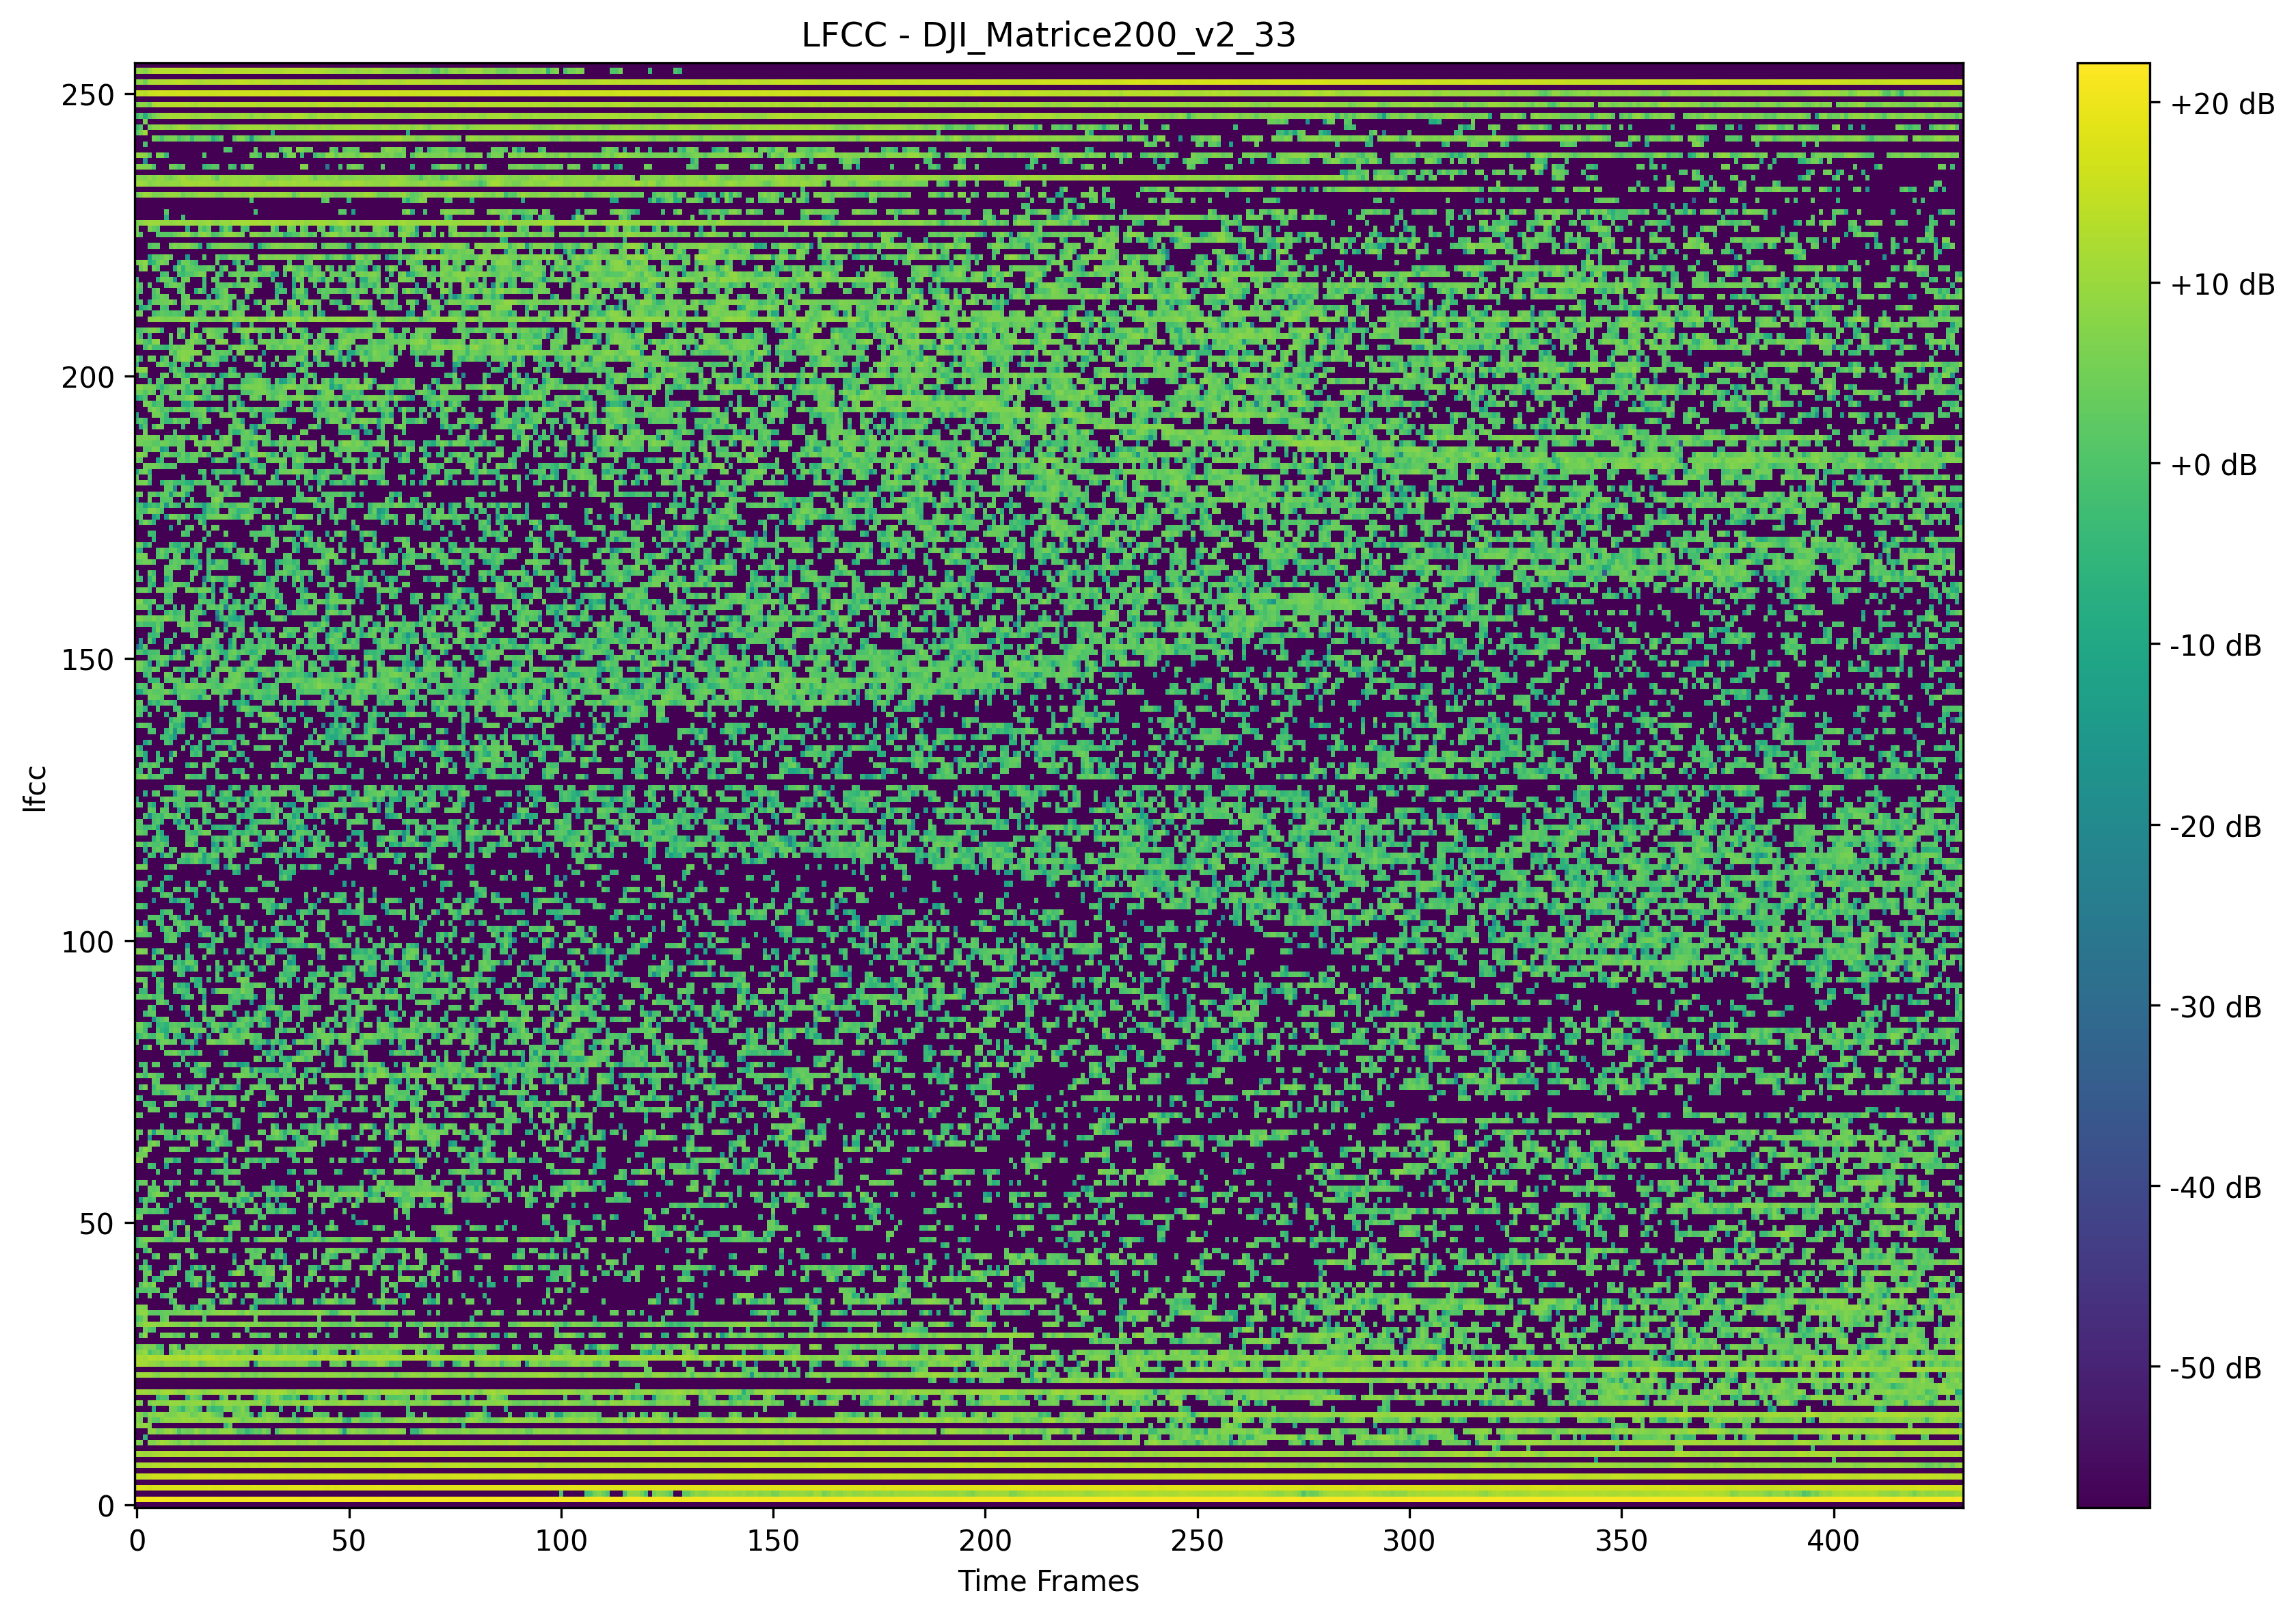 LFCC - DJI_Matrice200_v2_33
250
200
150
100
50
0
lfcc
0 50 100 150 200 250 300 350 400
Time Frames
+20 dB
+10 dB
+0 dB
-10 dB
-20 dB
-30 dB
-40 dB
-50 dB